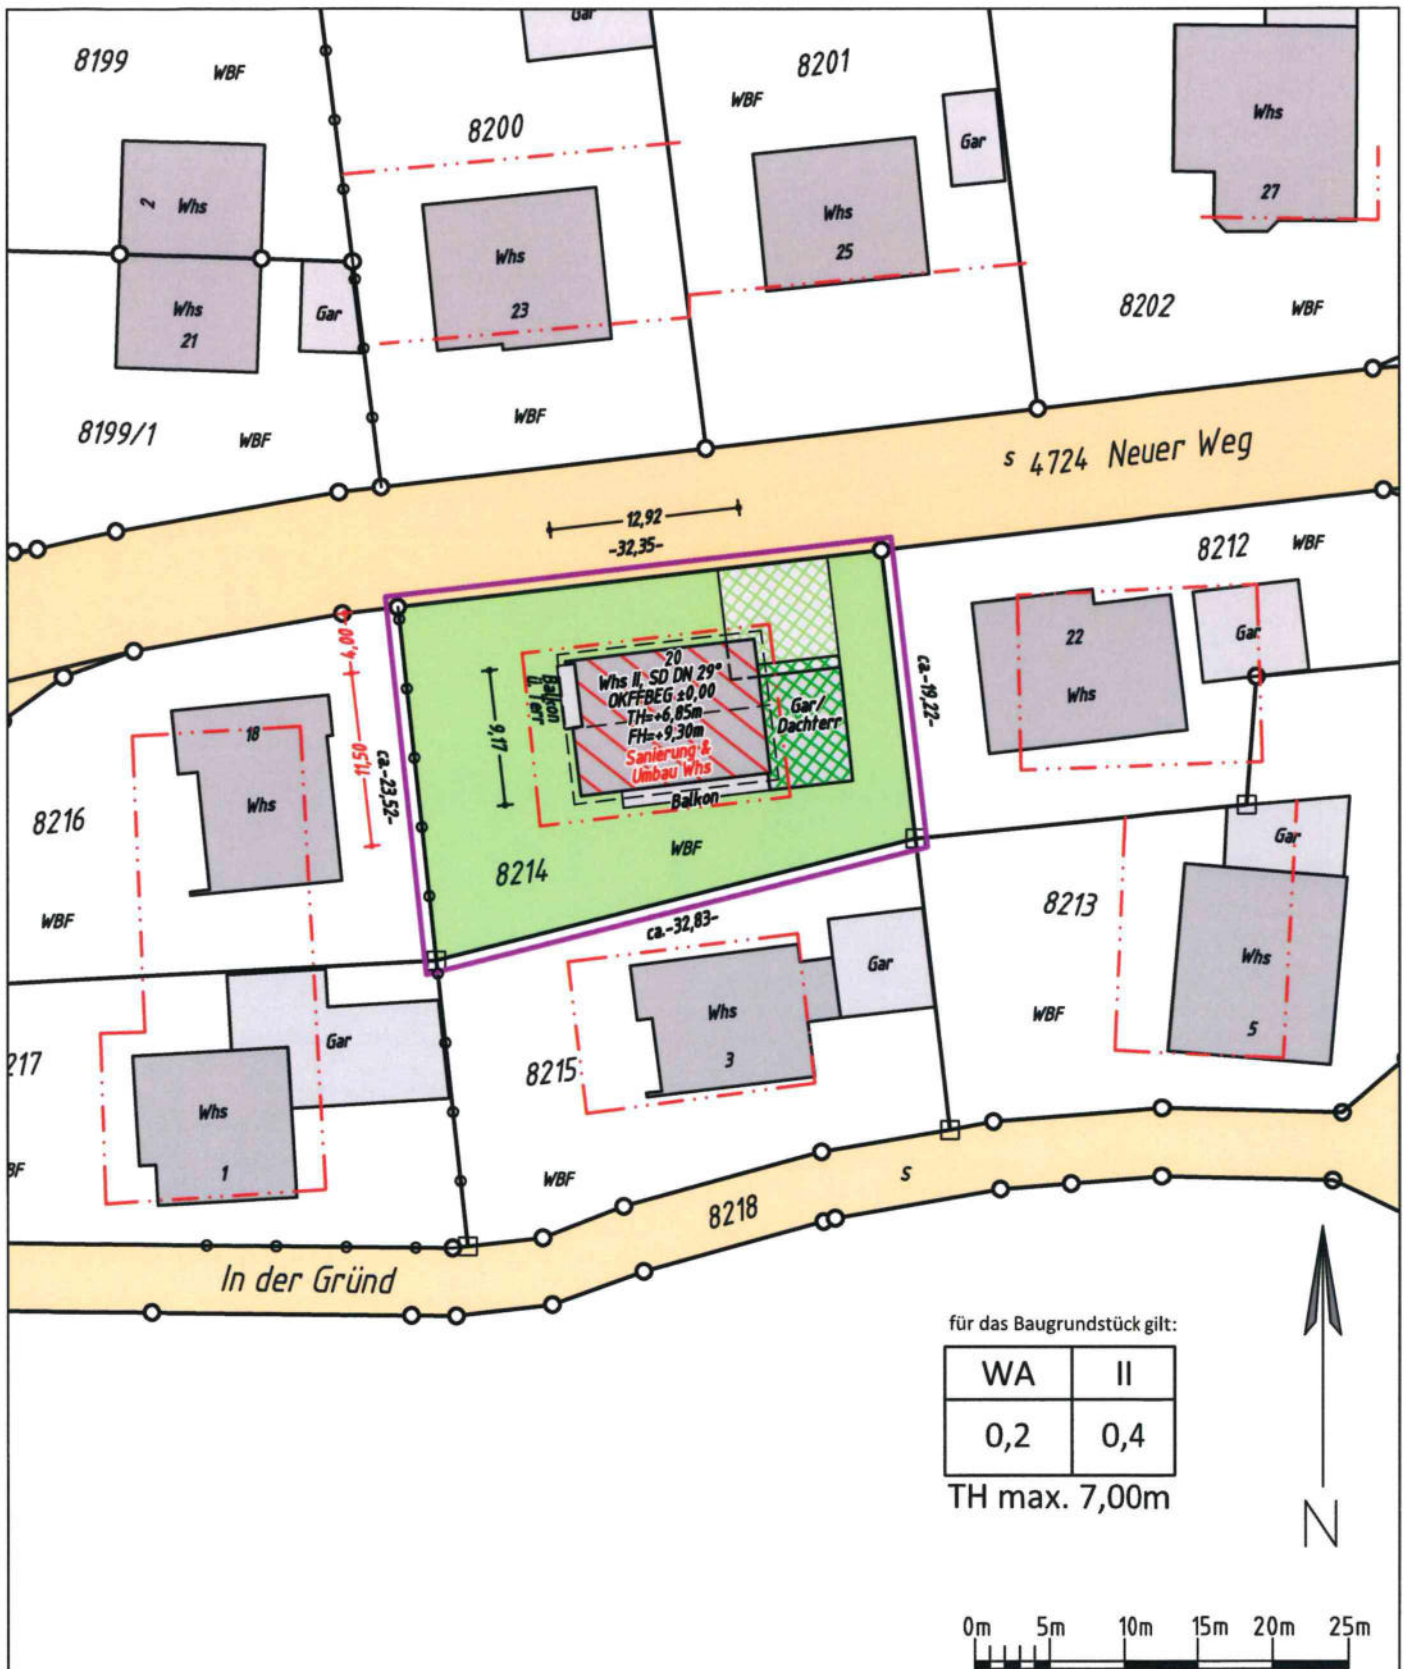 Gar
8199
WBF
8201
WBF
8200
Gar
Whs
27
2
Whs
Whs
25
Whs
23
Whs
21
Gar
8202
WBF
8199/1
WBF
WBF
s 4724 Neuer Weg
12,92
-32,35-
8212
WBF
4,00
11,50
ca.-23,52-
9,17
Balkon
ü. Terr
20
Whs II, SD DN 29°
OKFFBEG ±0,00
TH=+6,85m
FH=+9,30m
Sanierung &
Umbau Whs
Gar/
Dachterr
Balkon
ca.-19,22-
22
Whs
Gar
18
Whs
8216
WBF
WBF
8214
ca.-32,83-
8213
Gar
Whs
5
WBF
Gar
Whs
3
8215
WBF
217
Gar
Whs
1
BF
s
8218
In der Gründ
für das Baugrundstück gilt:
WA II
0,2 0,4
TH max. 7,00m
N
0m 5m 10m 15m 20m 25m